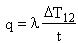 q = λ ΔT₁₂ / t